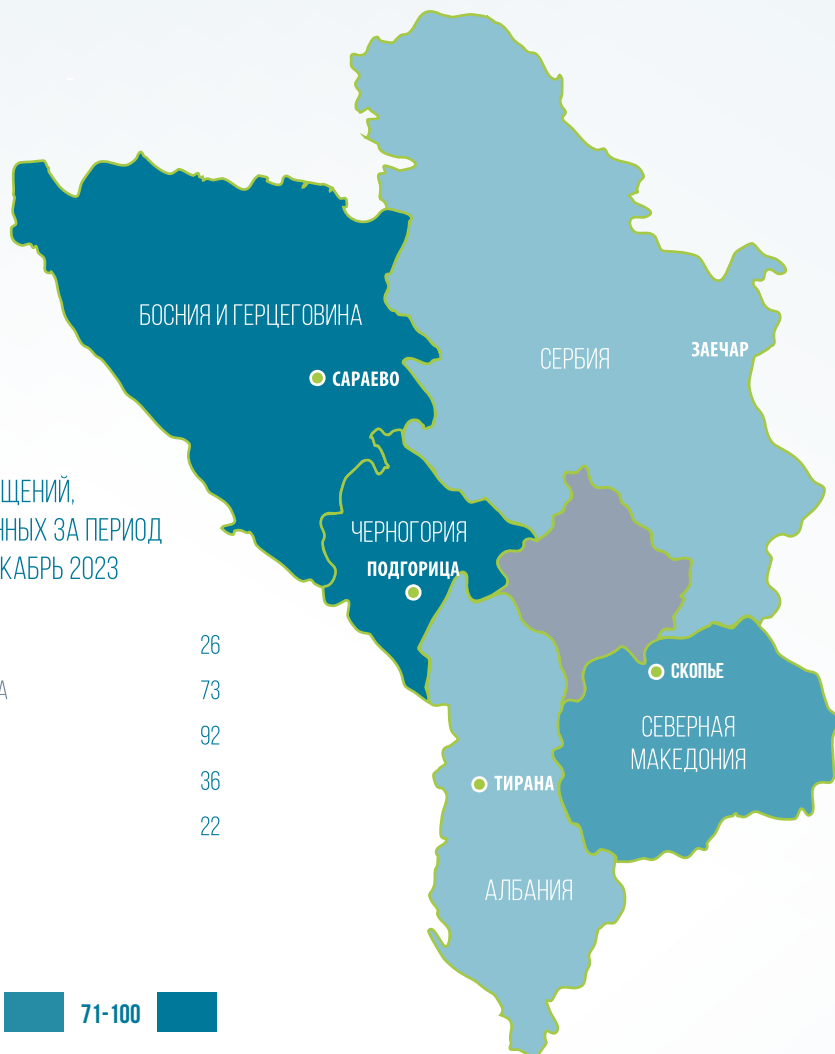 БОСНИЯ И ГЕРЦЕГОВИНА
САРАЕВО
СЕРБИЯ
ЗАЕЧАР
ЩЕНИЙ,
ННЫХ ЗА ПЕРИОД
КАБРЬ 2023
ЧЕРНОГОРИЯ
ПОДГОРИЦА
26
А 73
92
36
22
СКОПЬЕ
СЕВЕРНАЯ
МАКЕДОНИЯ
ТИРАНА
АЛБАНИЯ
71-100